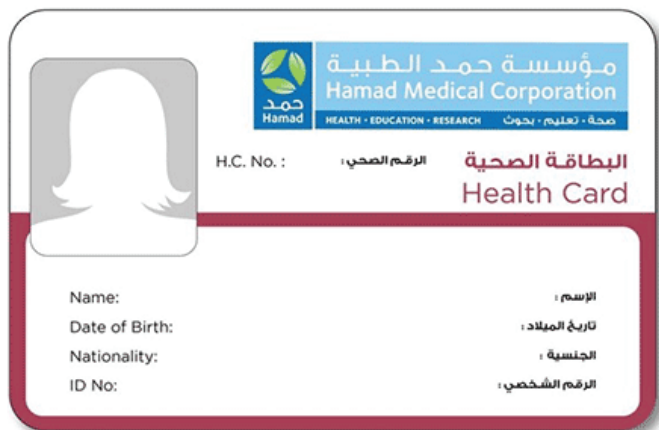 مؤسسة حمد الطبية
Hamad Medical Corporation
حمد
Hamad
HEALTH • EDUCATION • RESEARCH صحة • تعليم • بحوث
البطاقة الصحية
H.C. No. : الرقم الصحي :
Health Card
Name: الإسم :
Date of Birth: تاريخ الميلاد :
Nationality: الجنسية :
ID No: الرقم الشخصي :